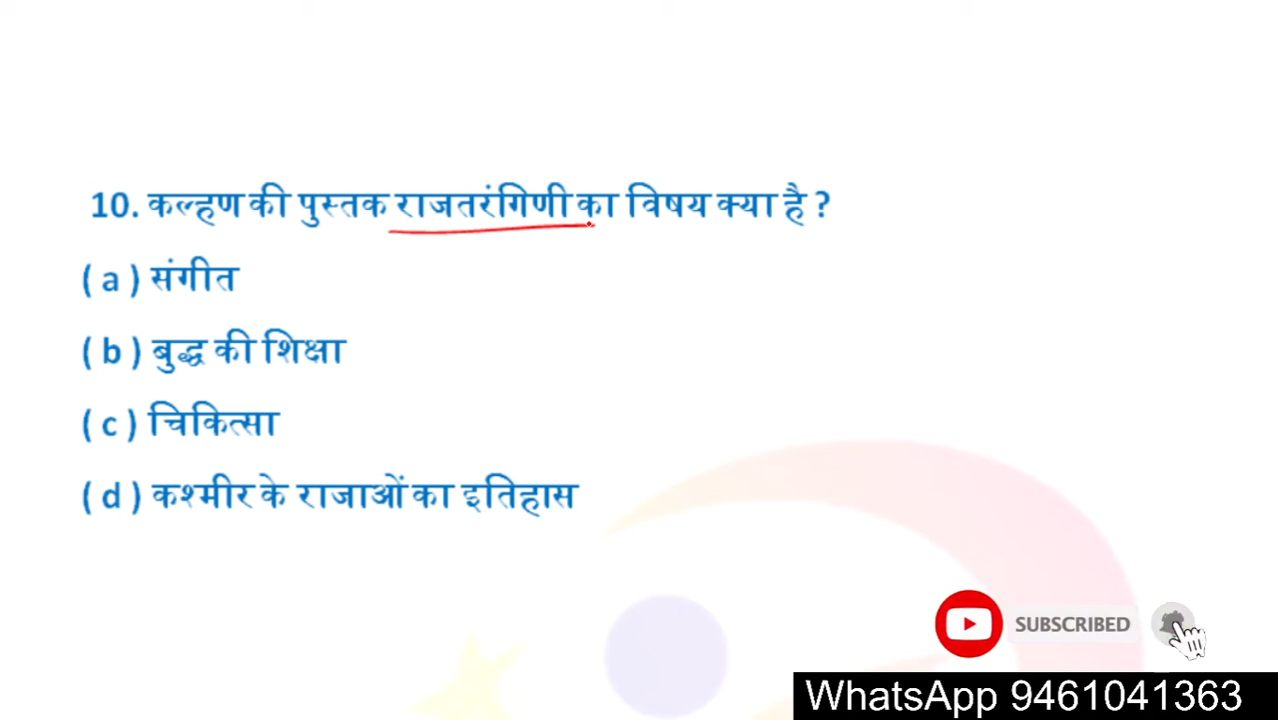 10. कल्हण की पुस्तक राजतरंगिणी का विषय क्या है ?
( a ) संगीत
( b ) बुद्ध की शिक्षा
( c ) चिकित्सा
( d ) कश्मीर के राजाओं का इतिहास
SUBSCRIBED
WhatsApp 9461041363